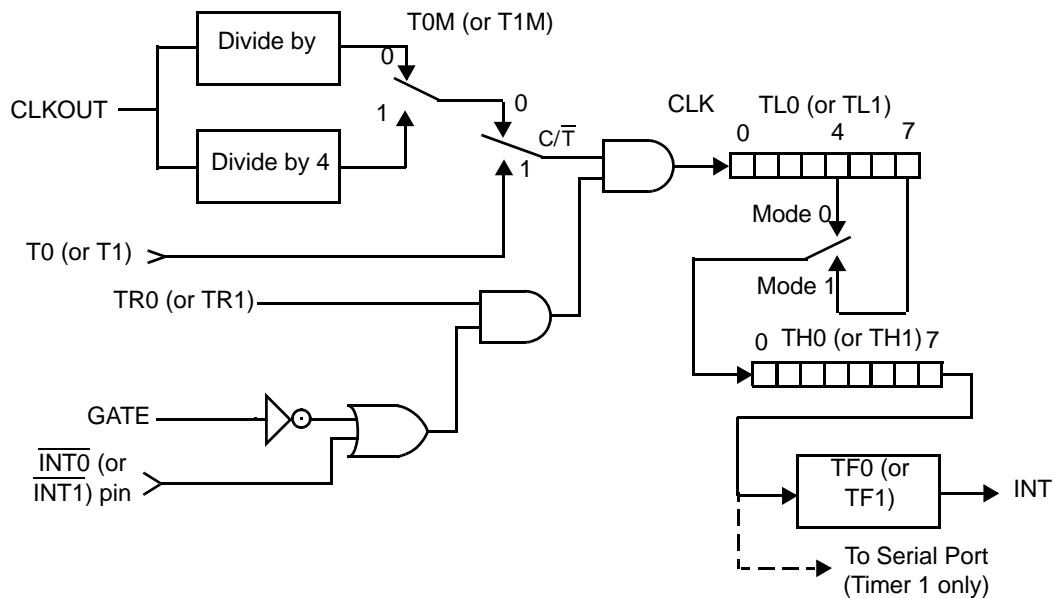 T0M (or T1M)
Divide by
0
CLKOUT
1
Divide by 4
0
C/T̅
1
CLK
TL0 (or TL1)
0 4 7
T0 (or T1)
Mode 0
Mode 1
TR0 (or TR1)
0 TH0 (or TH1) 7
GATE
I̅N̅T̅0̅ (or
I̅N̅T̅1̅) pin
TF0 (or
TF1)
INT
To Serial Port
(Timer 1 only)